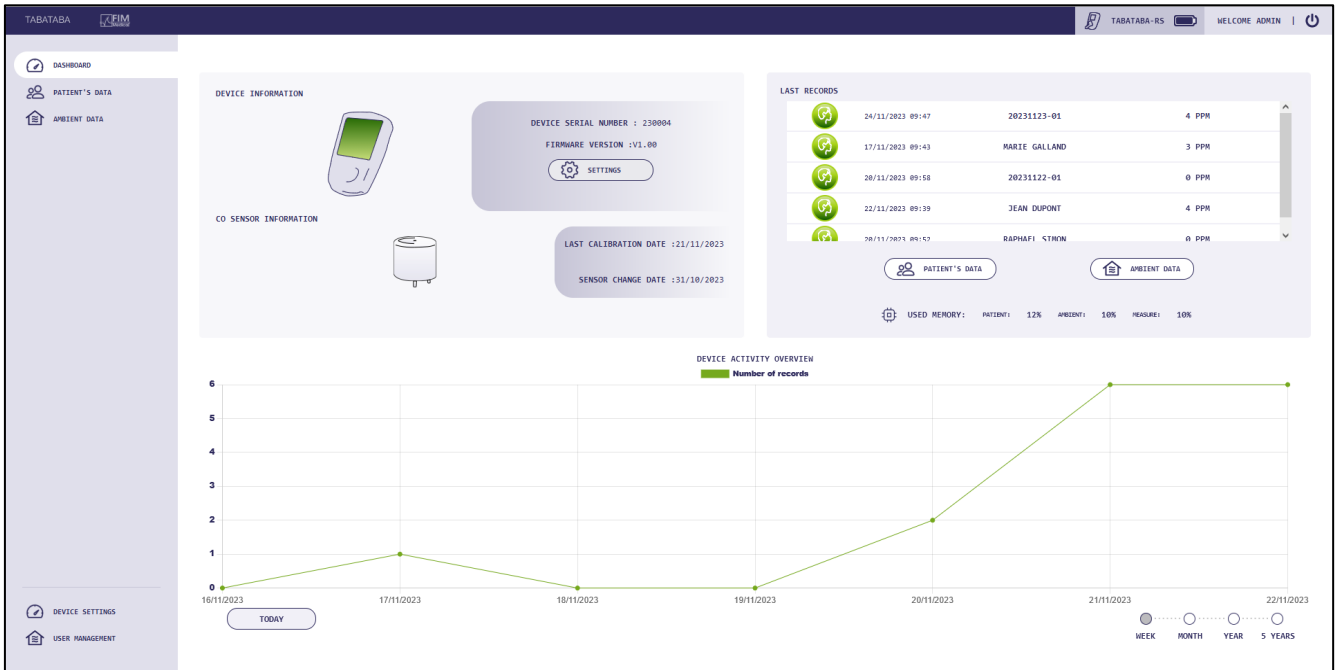 TABATABA FIM
TABATABA-RS WELCOME ADMIN |
DASHBOARD
PATIENT'S DATA
AMBIENT DATA
DEVICE INFORMATION
DEVICE SERIAL NUMBER : 230004
FIRMWARE VERSION :V1.00
SETTINGS
CO SENSOR INFORMATION
LAST CALIBRATION DATE :21/11/2023
SENSOR CHANGE DATE :31/10/2023
LAST RECORDS
24/11/2023 09:47 20231123-01 4 PPM
17/11/2023 09:43 MARIE GALLAND 3 PPM
20/11/2023 09:58 20231122-01 0 PPM
22/11/2023 09:39 JEAN DUPONT 4 PPM
20/11/2023 09:52 RAPHAEL SIMON 0 PPM
PATIENT'S DATA AMBIENT DATA
USED MEMORY: PATIENT: 12% AMBIENT: 10% MEASURE: 10%
DEVICE ACTIVITY OVERVIEW
Number of records
6
5
4
3
2
1
0
16/11/2023 17/11/2023 18/11/2023 19/11/2023 20/11/2023 21/11/2023 22/11/2023
TODAY
WEEK MONTH YEAR 5 YEARS
DEVICE SETTINGS
USER MANAGEMENT